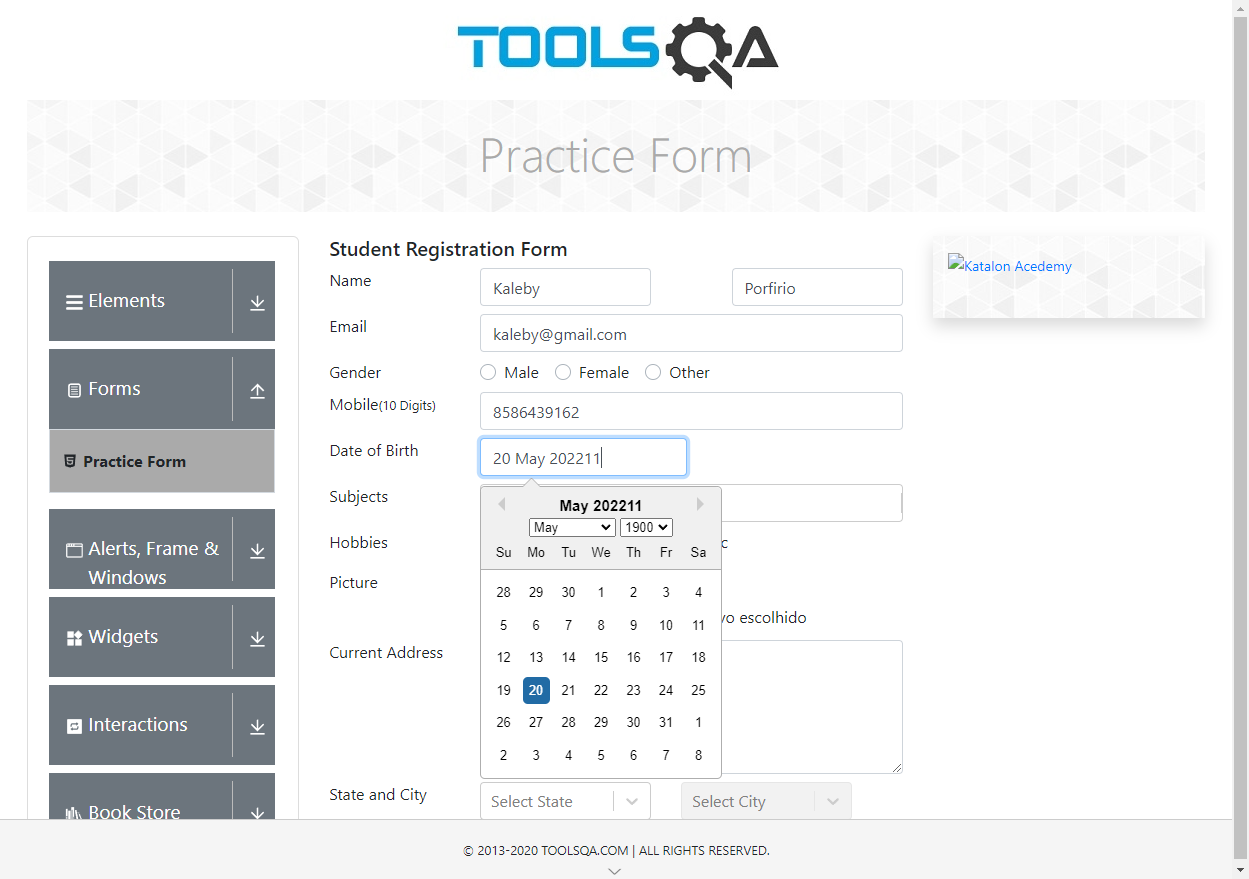 TOOLSQA
Practice Form
Elements
Forms
Practice Form
Alerts, Frame &
Windows
Widgets
Interactions
Book Store
Student Registration Form
Name Kaleby Porfirio
Email kaleby@gmail.com
Gender Male Female Other
Mobile(10 Digits) 8586439162
Date of Birth 20 May 202211
Subjects
Hobbies c
Picture
vo escolhido
Current Address
May 202211
May 1900
Su Mo Tu We Th Fr Sa
28 29 30 1 2 3 4
5 6 7 8 9 10 11
12 13 14 15 16 17 18
19 20 21 22 23 24 25
26 27 28 29 30 31 1
2 3 4 5 6 7 8
State and City Select State Select City
Katalon Acedemy
© 2013-2020 TOOLSQA.COM | ALL RIGHTS RESERVED.